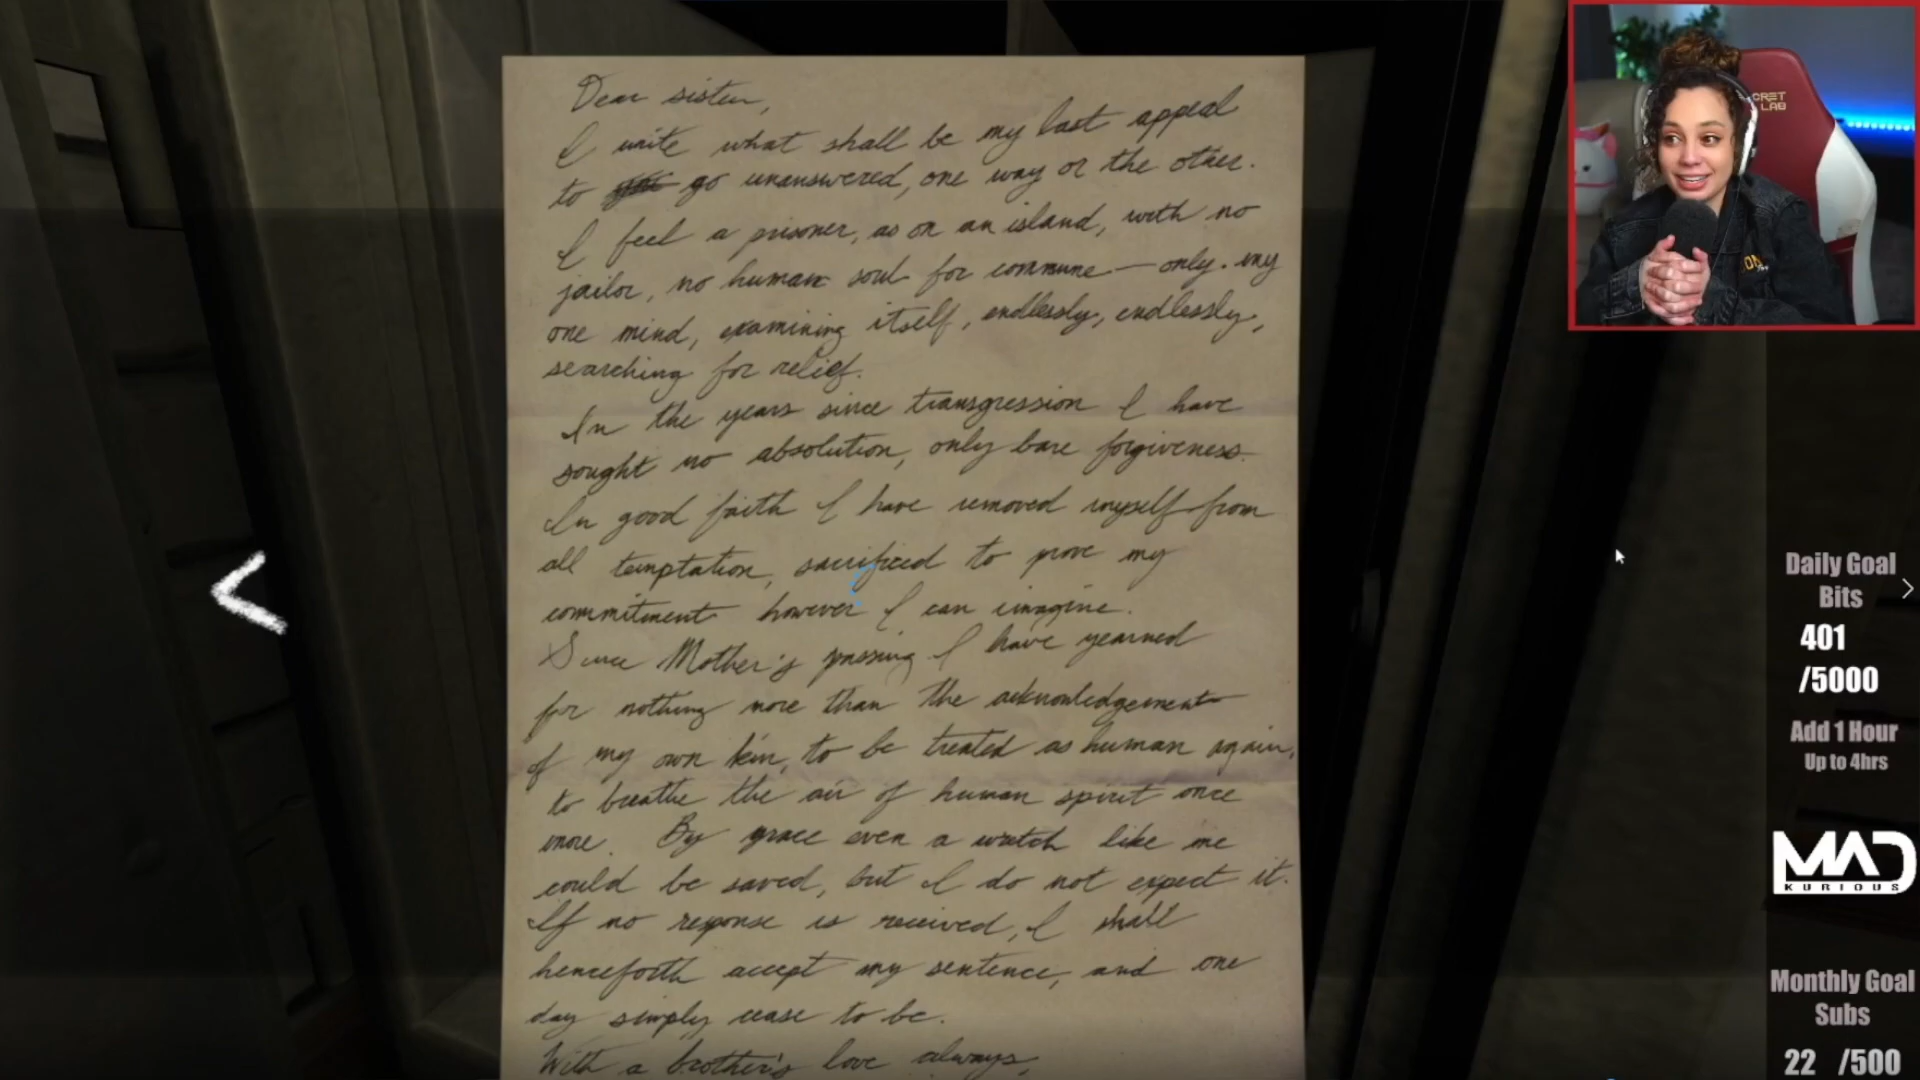 Dear sister,
I write what shall be my last appeal
to go unanswered, one way or the other.
I feel a prisoner, as on an island, with no
jailor, no human soul for commune — only my
one mind, examining itself, endlessly, endlessly,
searching for relief.
In the years since transgression I have
sought no absolution, only bare forgiveness.
In good faith I have removed myself from
all temptation, sacrificed to prove my
commitment however I can imagine.
Since Mother's passing I have yearned
for nothing more than the acknowledgement
of my own kin, to be treated as human again,
to breathe the air of human spirit once
more. By grace even a wretch like me
could be saved, but I do not expect it.
If no response is received, I shall
henceforth accept my sentence, and one
day simply cease to be.
With a brother's love always,
CRET
LAB
ON
Daily Goal
Bits
401
/5000
Add 1 Hour
Up to 4hrs
MAD
KURIOUS
Monthly Goal
Subs
22 /500